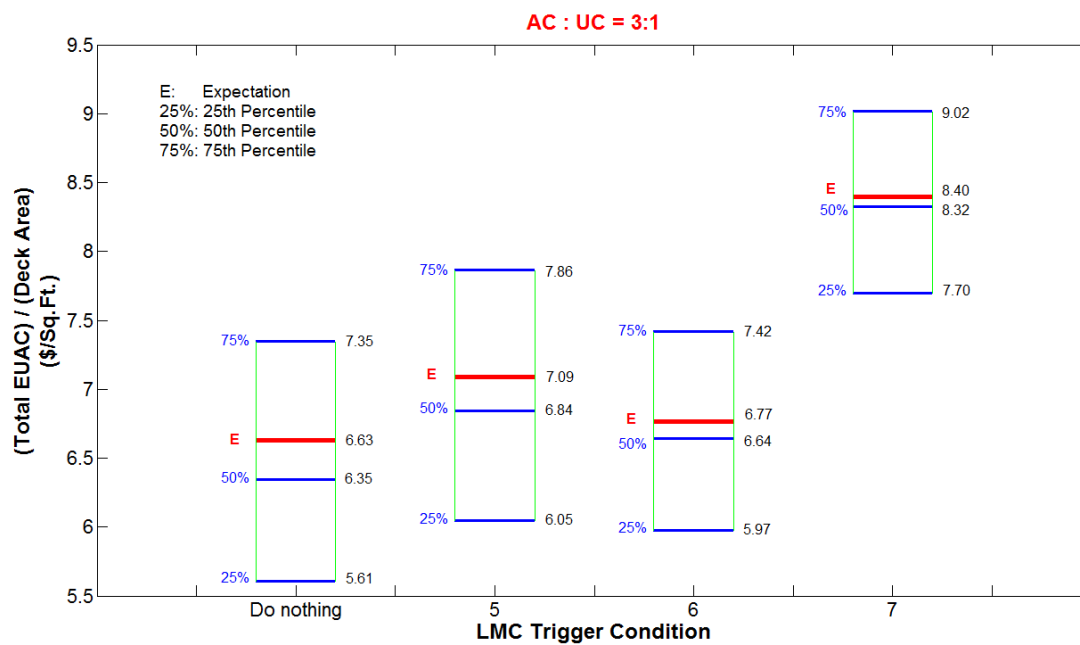 AC : UC = 3:1
E: Expectation
25%: 25th Percentile
50%: 50th Percentile
75%: 75th Percentile
(Total EUAC) / (Deck Area)
($/Sq.Ft.)
9.5
9
8.5
8
7.5
7
6.5
6
5.5
75% 7.35
E 6.63
50% 6.35
25% 5.61
75% 7.86
E 7.09
50% 6.84
25% 6.05
75% 7.42
E 6.77
50% 6.64
25% 5.97
75% 9.02
E 8.40
50% 8.32
25% 7.70
Do nothing 5 6 7
LMC Trigger Condition